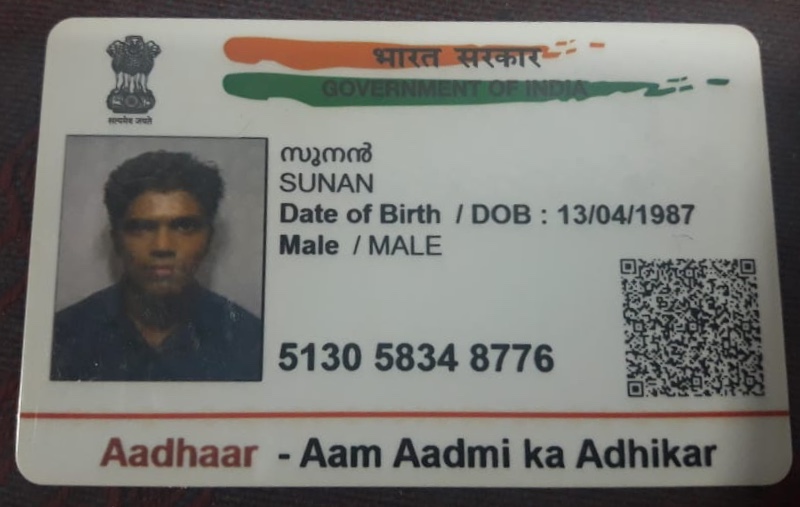 भारत सरकार
GOVERNMENT OF INDIA
सत्यमेव जयते
സുനൻ
SUNAN
Date of Birth / DOB : 13/04/1987
Male / MALE
5130 5834 8776
Aadhaar - Aam Aadmi ka Adhikar